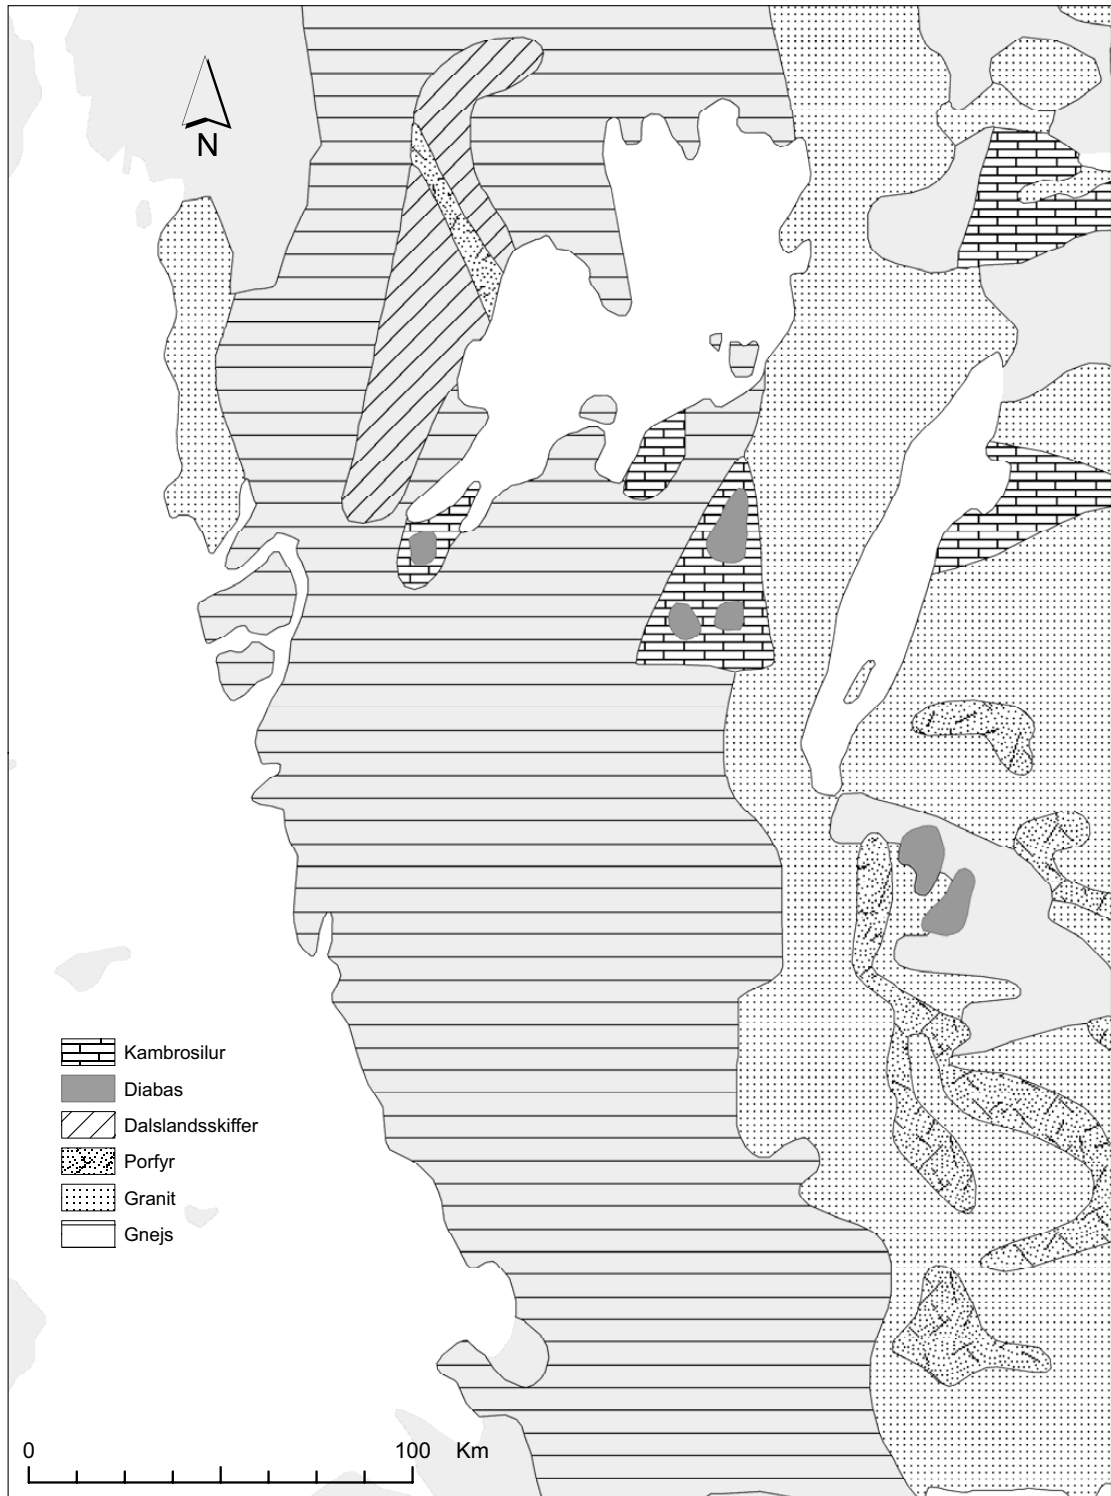 N
Kambrosilur
Diabas
Dalslandsskiffer
Porfyr
Granit
Gnejs
0 100 Km